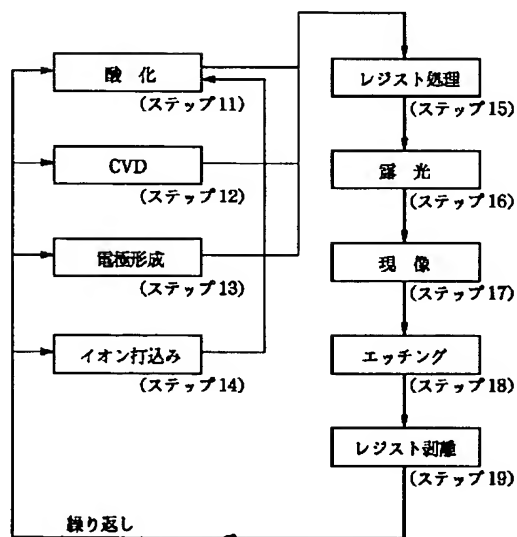 酸 化
(ステップ11)
CVD
(ステップ12)
電極形成
(ステップ13)
イオン打込み
(ステップ14)
レジスト処理
(ステップ15)
露 光
(ステップ16)
現 像
(ステップ17)
エッチング
(ステップ18)
レジスト剥離
(ステップ19)
繰り返し